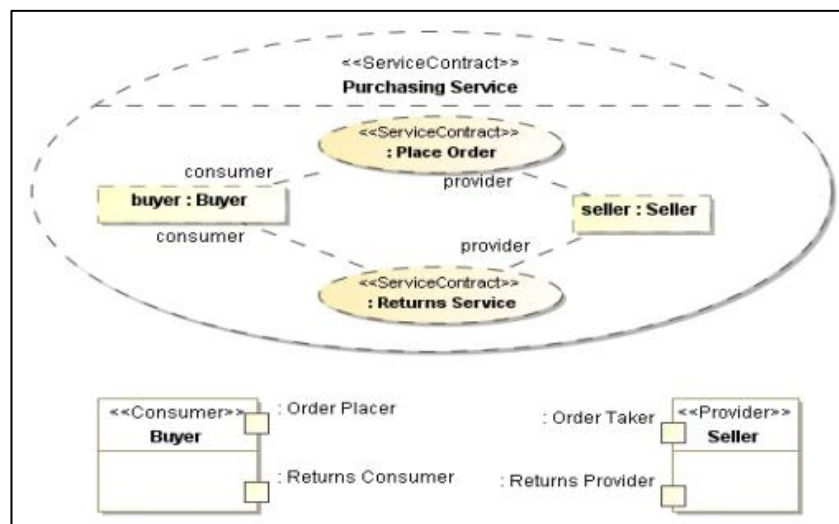 <<ServiceContract>>
Purchasing Service
<<ServiceContract>>
: Place Order
consumer
provider
buyer : Buyer
seller : Seller
consumer
provider
<<ServiceContract>>
: Returns Service
<<Consumer>>
Buyer
: Order Placer
: Returns Consumer
: Order Taker
<<Provider>>
Seller
: Returns Provider